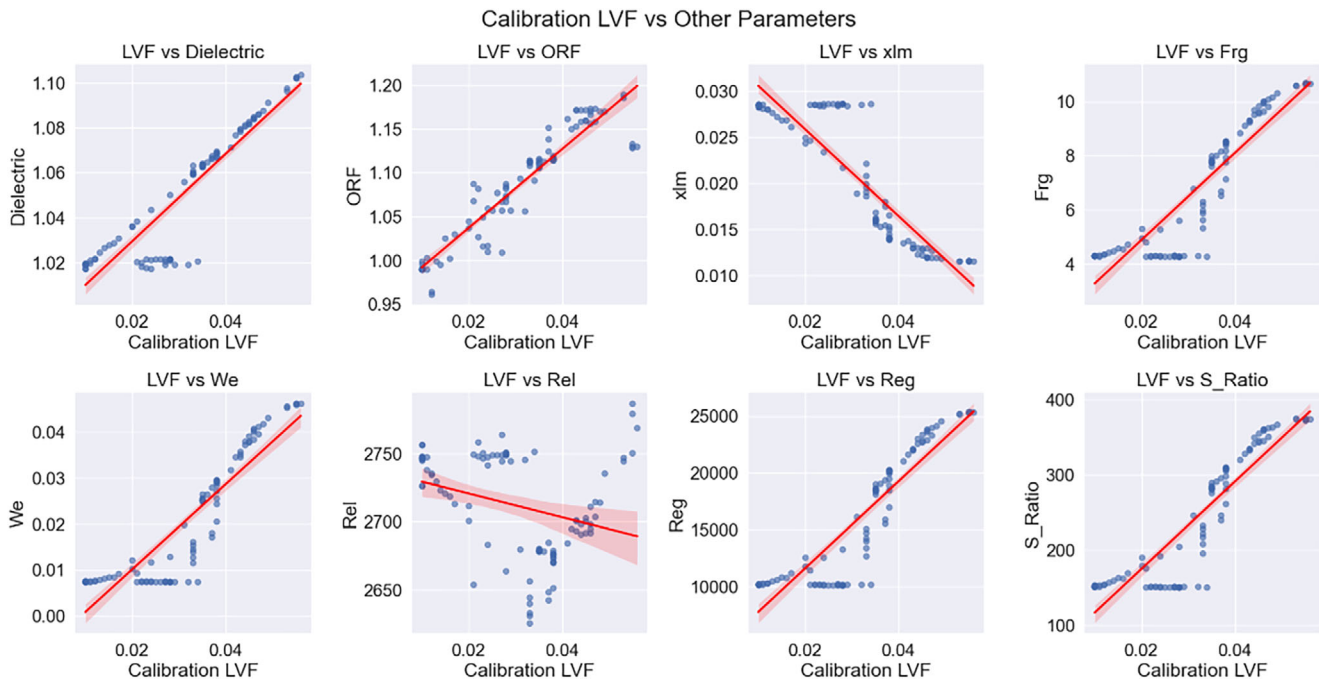 Calibration LVF vs Other Parameters
LVF vs Dielectric
LVF vs ORF
LVF vs xlm
LVF vs Frg
Dielectric
1.10
1.08
1.06
1.04
1.02
0.02 0.04
Calibration LVF
ORF
1.20
1.15
1.10
1.05
1.00
0.95
0.02 0.04
Calibration LVF
xlm
0.030
0.025
0.020
0.015
0.010
0.02 0.04
Calibration LVF
Frg
10
8
6
4
0.02 0.04
Calibration LVF
LVF vs We
LVF vs Rel
LVF vs Reg
LVF vs S_Ratio
We
0.04
0.03
0.02
0.01
0.00
0.02 0.04
Calibration LVF
Rel
2750
2700
2650
0.02 0.04
Calibration LVF
Reg
25000
20000
15000
10000
0.02 0.04
Calibration LVF
S_Ratio
400
300
200
100
0.02 0.04
Calibration LVF